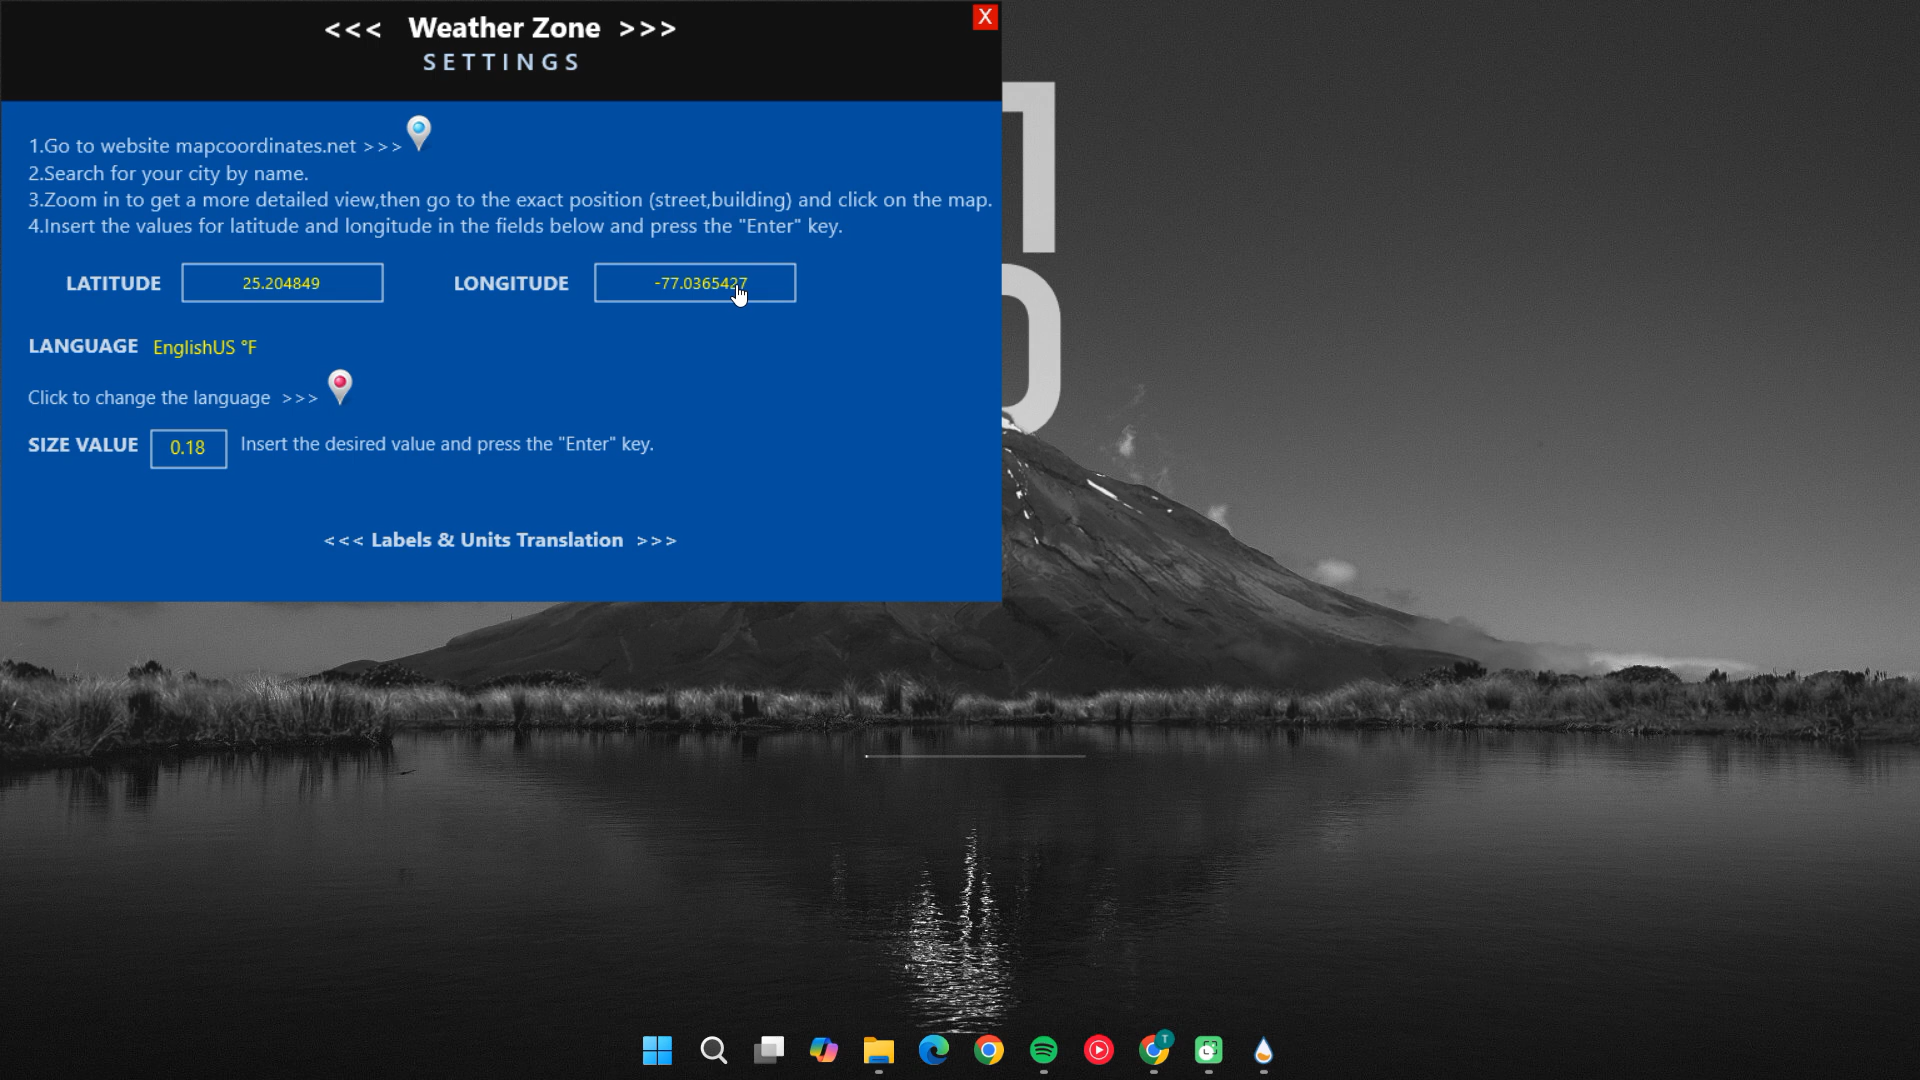 <<< Weather Zone >>>
X
SETTINGS
1.Go to website mapcoordinates.net >>>
2.Search for your city by name.
3.Zoom in to get a more detailed view,then go to the exact position (street,building) and click on the map.
4.Insert the values for latitude and longitude in the fields below and press the "Enter" key.
LATITUDE 25.204849 LONGITUDE -77.0365427
LANGUAGE EnglishUS °F
Click to change the language >>>
SIZE VALUE 0.18 Insert the desired value and press the "Enter" key.
<<< Labels & Units Translation >>>
1
0
T